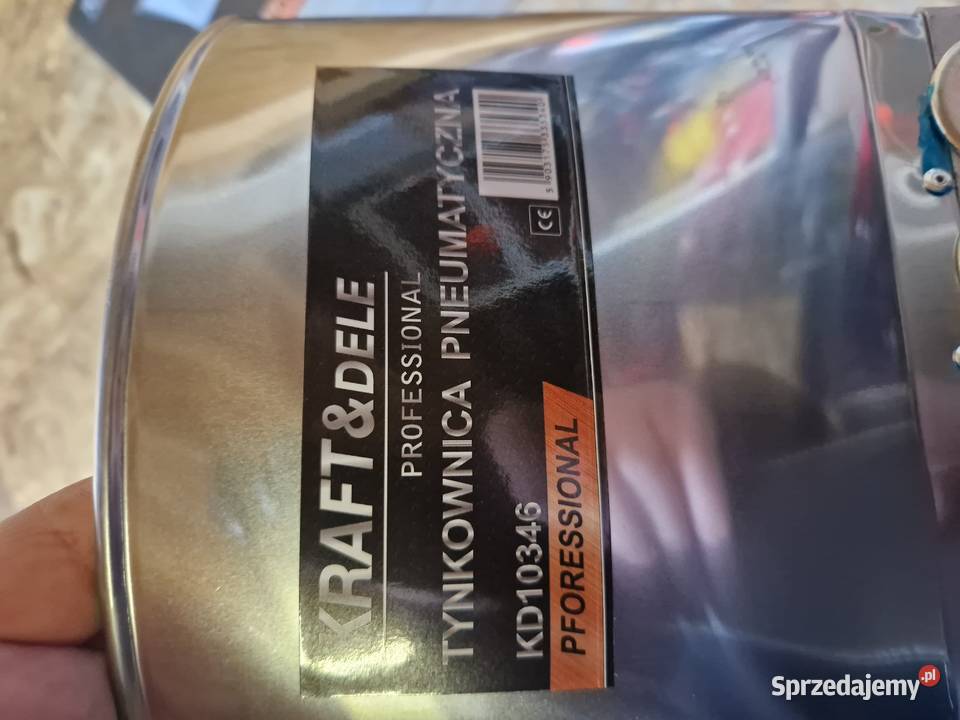 KRAFT&DELE
PROFESSIONAL
TYNKOWNICA PNEUMATYCZNA
KD10346
PFORESSIONAL
CE
Sprzedajemy.pl